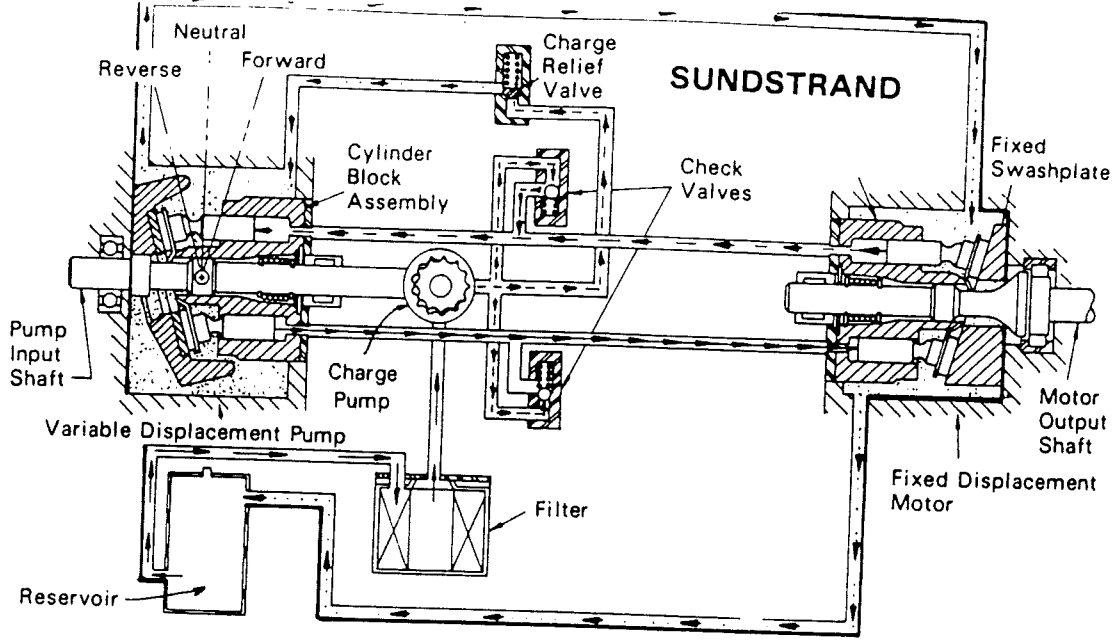 Neutral
Reverse
Forward
Charge
Relief
Valve
SUNDSTRAND
Cylinder
Block
Assembly
Check
Valves
Fixed
Swashplate
Pump
Input
Shaft
Charge
Pump
Variable Displacement Pump
Motor
Output
Shaft
Fixed Displacement
Motor
Filter
Reservoir